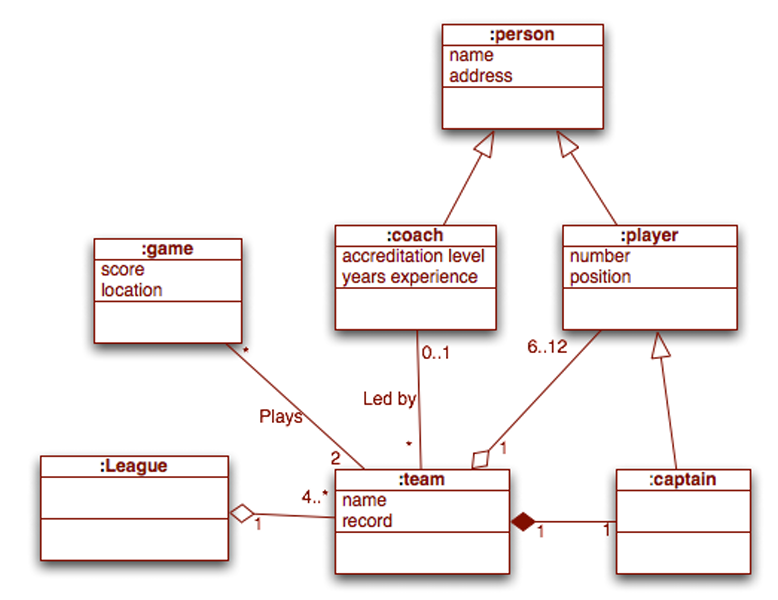 :person
name
address
:coach
accreditation level
years experience
:player
number
position
:game
score
location
*
0..1
6..12
Led by
Plays
*
2
1
:League
1
4..*
:team
name
record
1
1
:captain